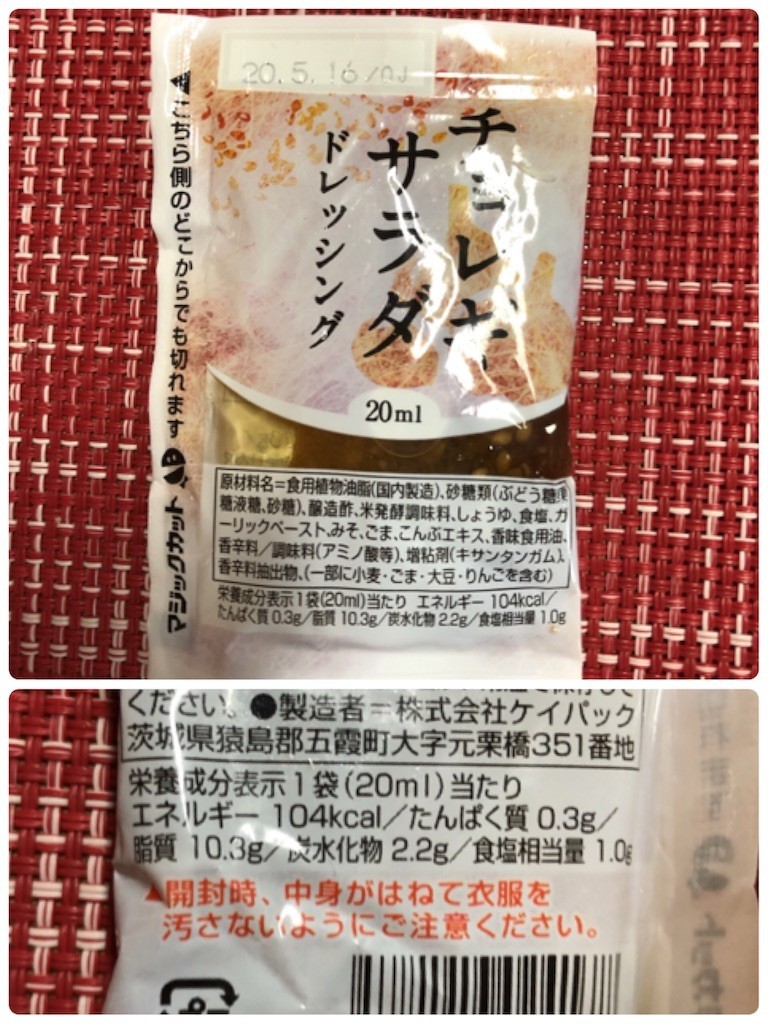 20.5.16/OJ
チョレギ
サラダ
ドレッシング
こちら側のどこからでも切れます
マジックカット
20ml
原材料名=食用植物油脂(国内製造)、砂糖類(ぶどう糖果
糖液糖、砂糖)、醸造酢、米発酵調味料、しょうゆ、食塩、ガ
ーリックペースト、みそ、ごま、こんぶエキス、香味食用油、
香辛料/調味料(アミノ酸等)、増粘剤(キサンタンガム)、
香辛料抽出物、(一部に小麦・ごま・大豆・りんごを含む)
栄養成分表示1袋(20ml)当たり エネルギー 104kcal/
たんぱく質 0.3g/脂質 10.3g/炭水化物 2.2g/食塩相当量 1.0g
ください。●製造者=株式会社ケイパック
茨城県猿島郡五霞町大字元栗橋351番地
栄養成分表示1袋(20ml)当たり
エネルギー 104kcal/たんぱく質 0.3g/
脂質 10.3g/炭水化物 2.2g/食塩相当量 1.0g
▲開封時、中身がはねて衣服を
汚さないようにご注意ください。